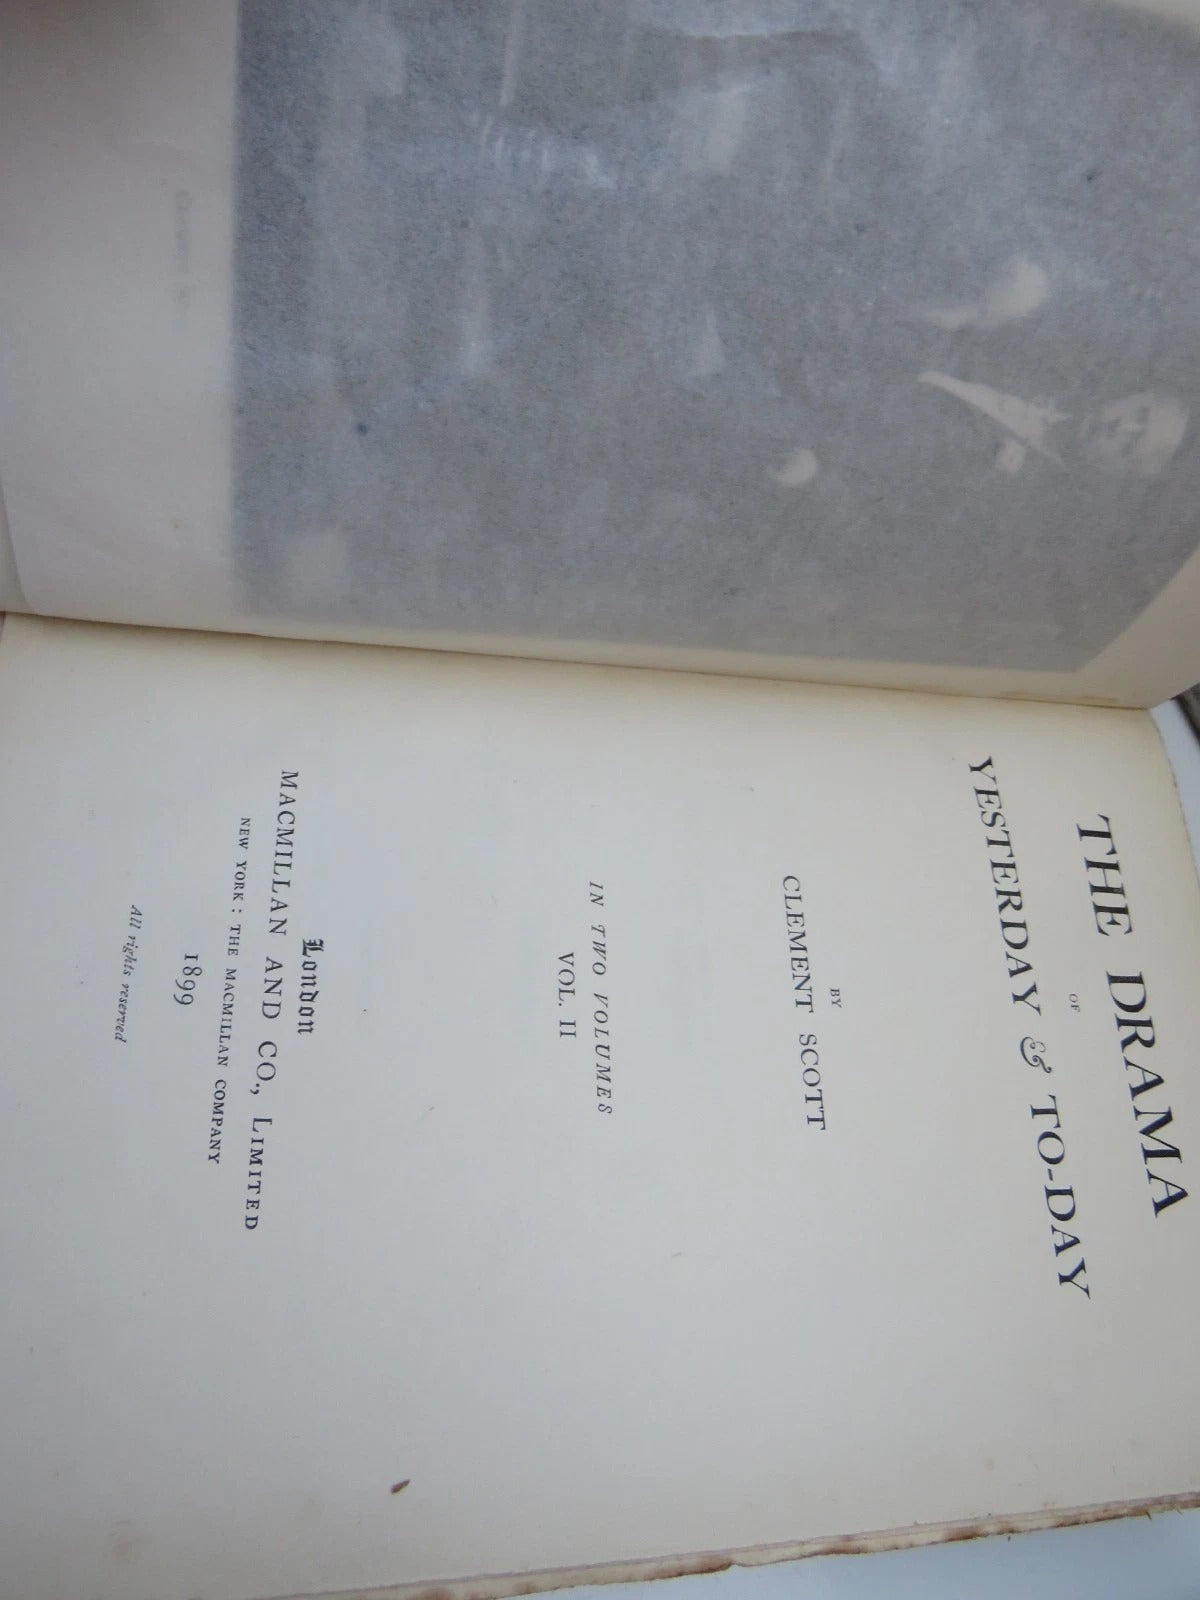 THE DRAMA
OF
YESTERDAY & TO-DAY
BY
CLEMENT SCOTT
IN TWO VOLUMES
VOL. II
London
MACMILLAN AND CO., LIMITED
NEW YORK: THE MACMILLAN COMPANY
1899
All rights reserved